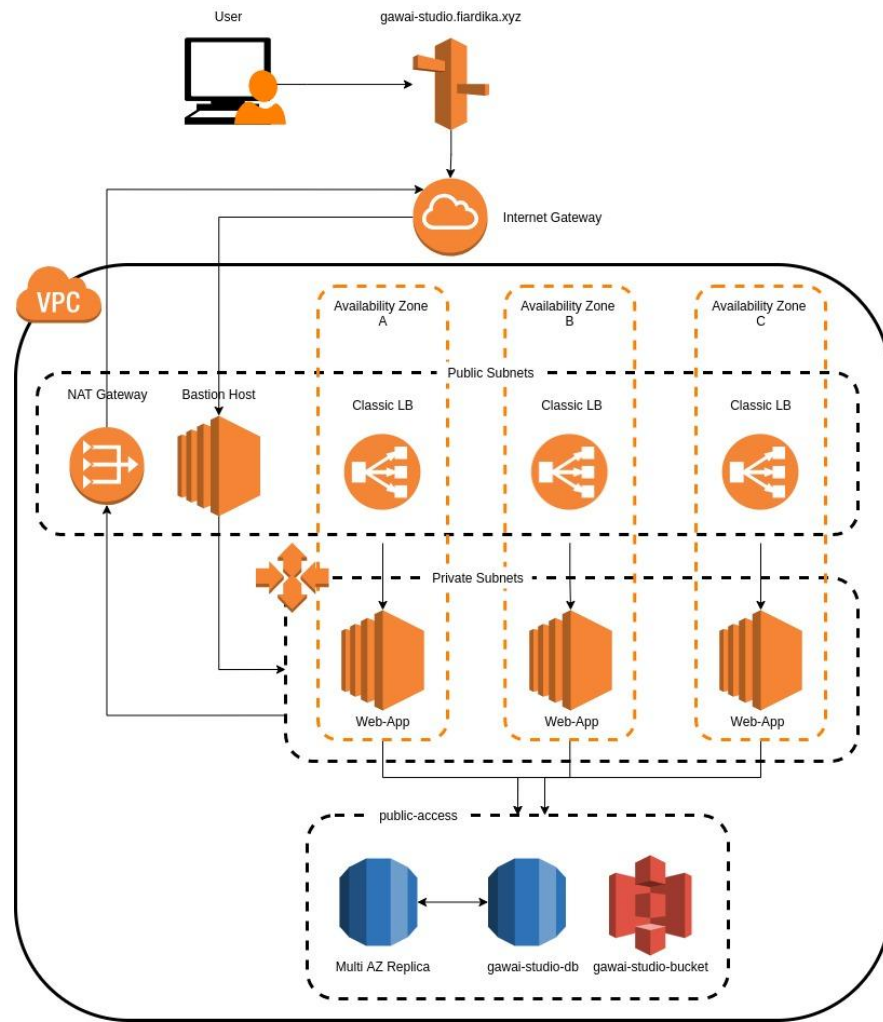 User
gawai-studio.fiardika.xyz
Internet Gateway
VPC
Availability Zone
A
Availability Zone
B
Availability Zone
C
Public Subnets
NAT Gateway
Bastion Host
Classic LB
Classic LB
Classic LB
Private Subnets
Web-App
Web-App
Web-App
public-access
Multi AZ Replica
gawai-studio-db
gawai-studio-bucket